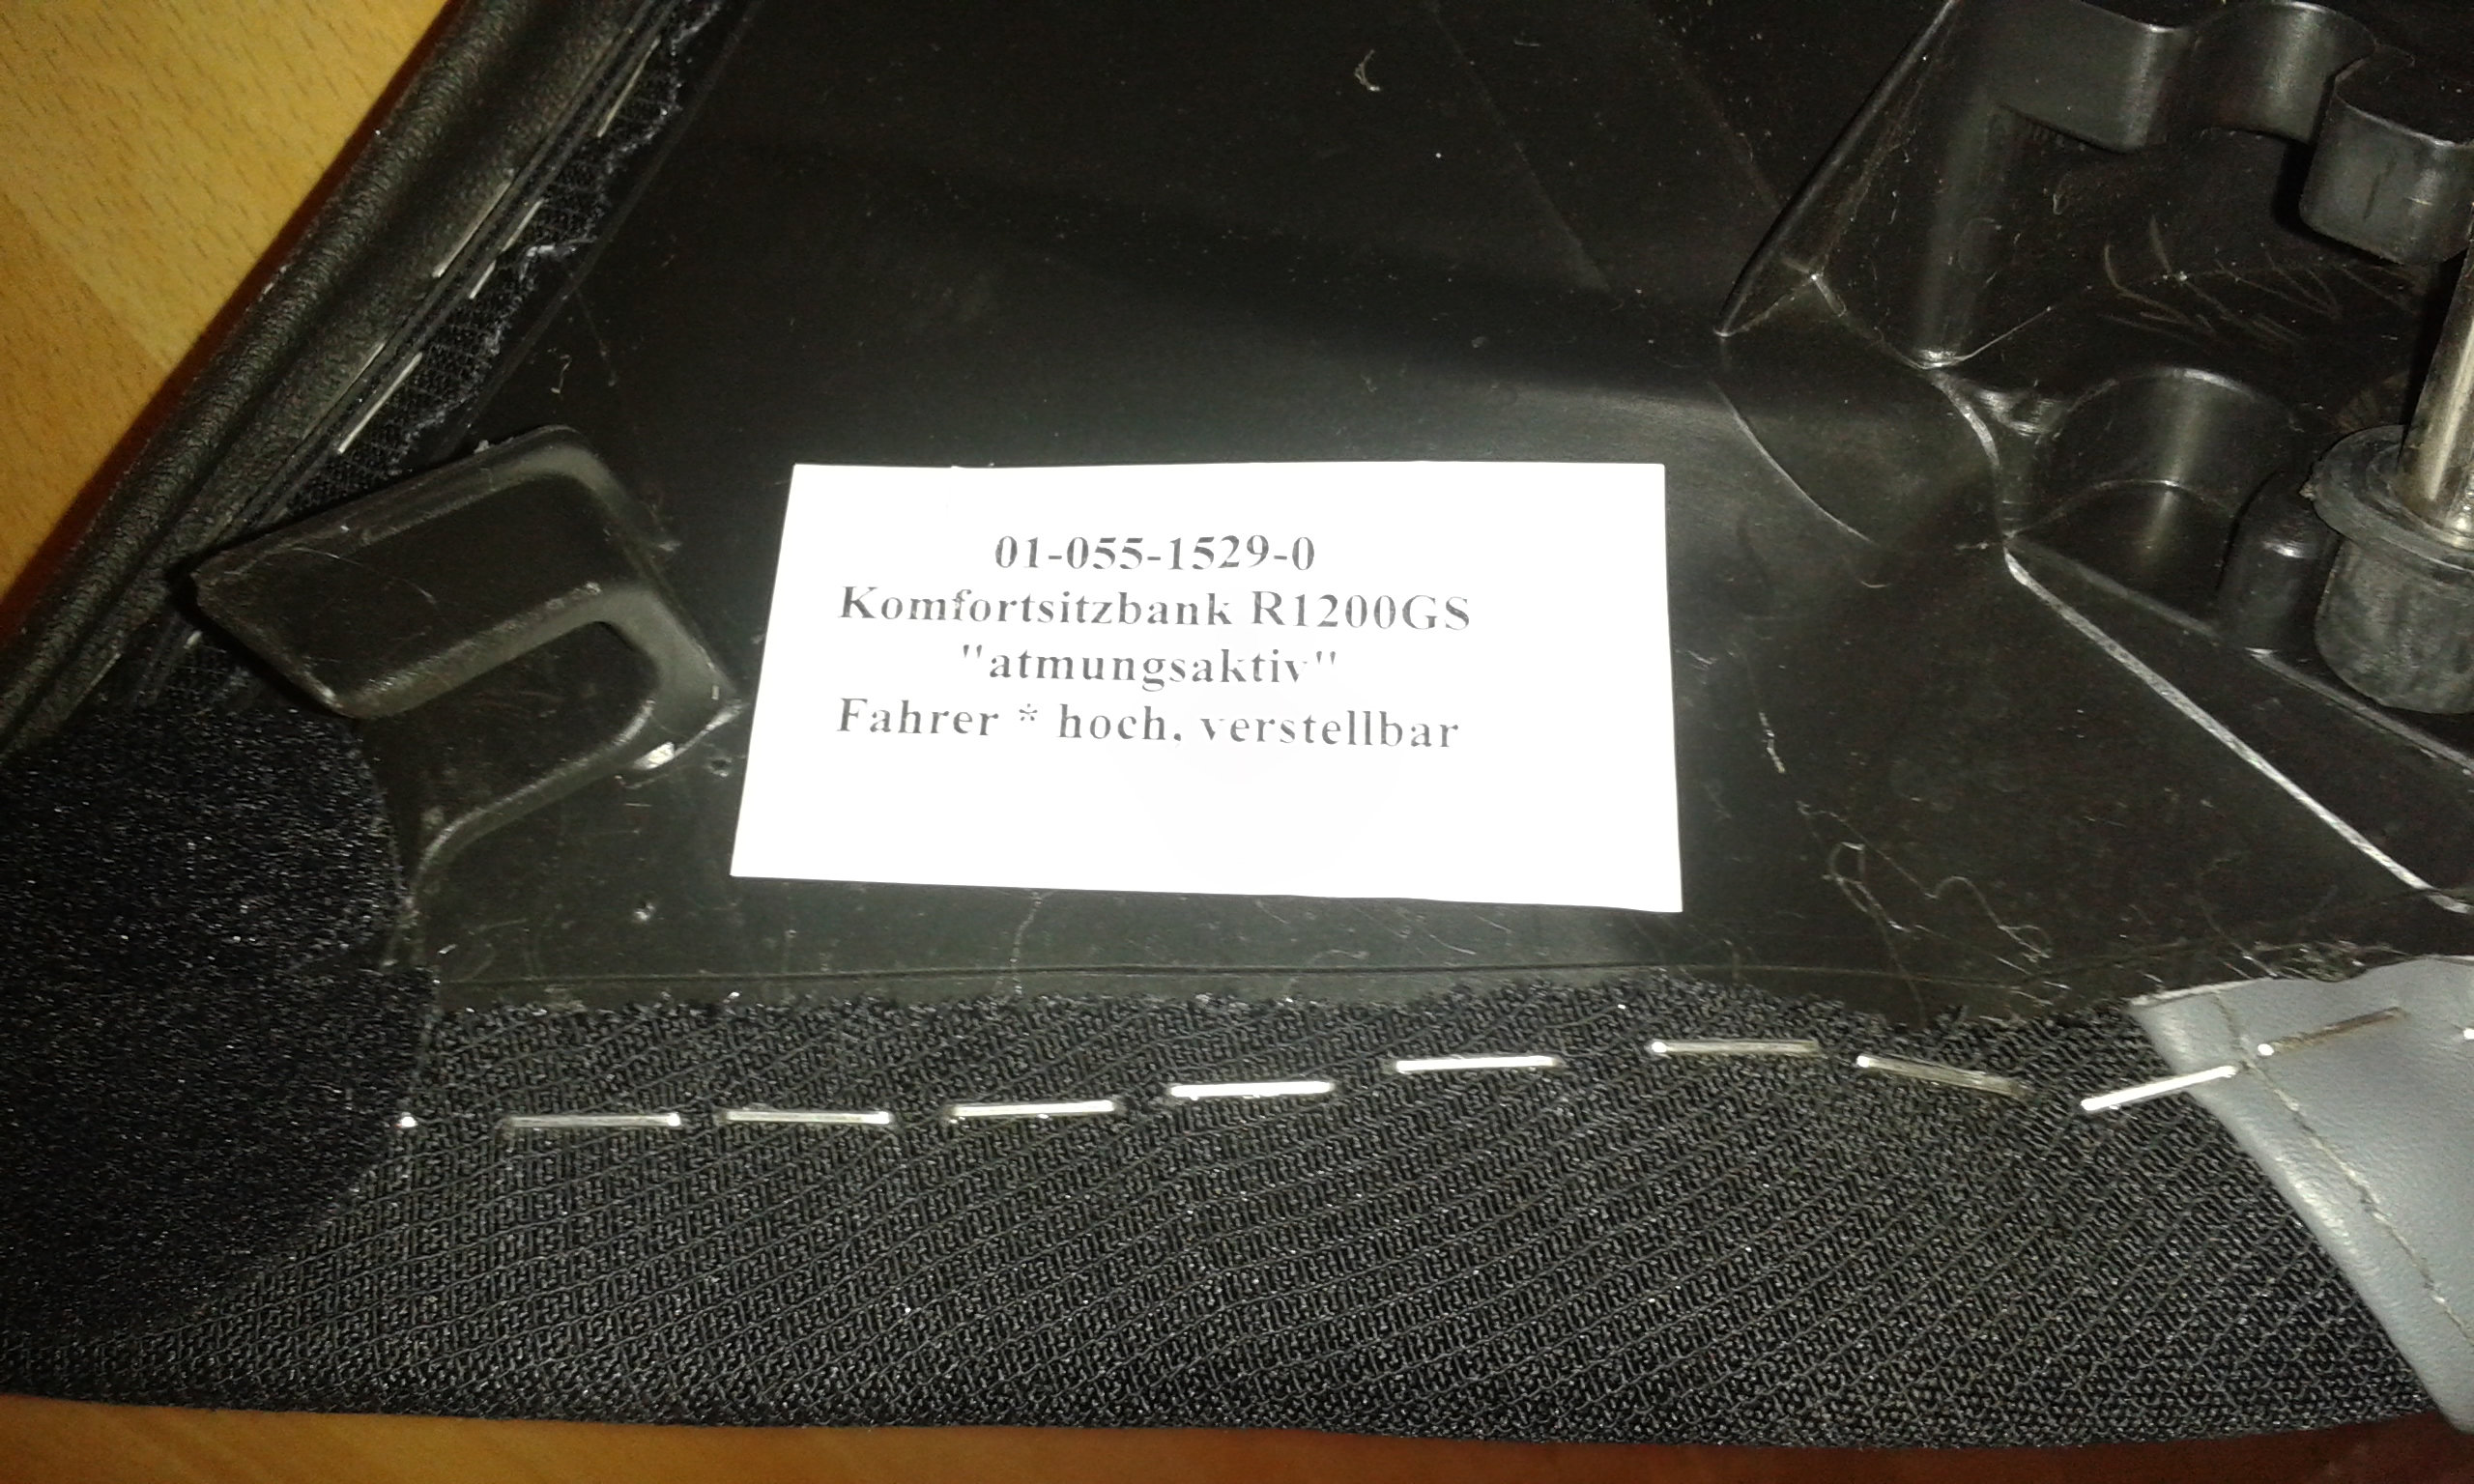 01-055-1529-0
Komfortsitzbank R1200GS
"atmungsaktiv"
Fahrer * hoch, verstellbar